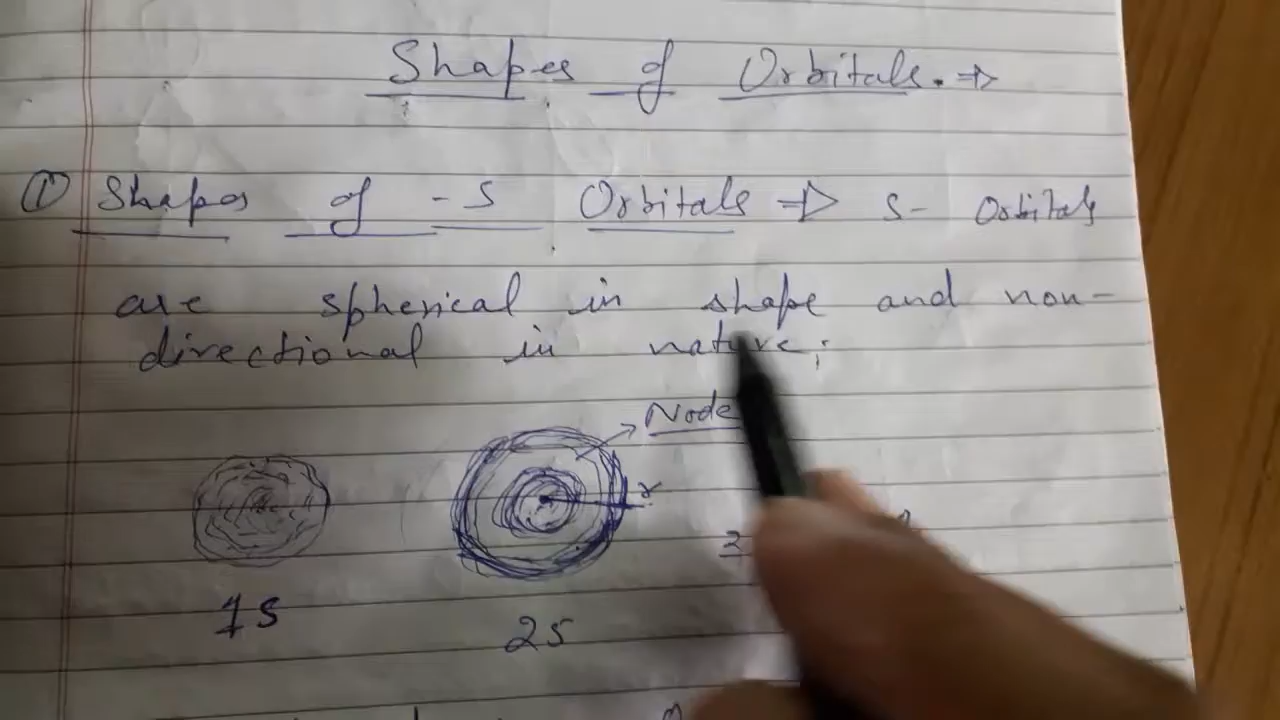 Shapes of Orbitals. ⇒
① Shapes of - s Orbitals ⇒ s- Orbitals
are spherical in shape and non-
directional in nature;
Node
r
2
1s
2s